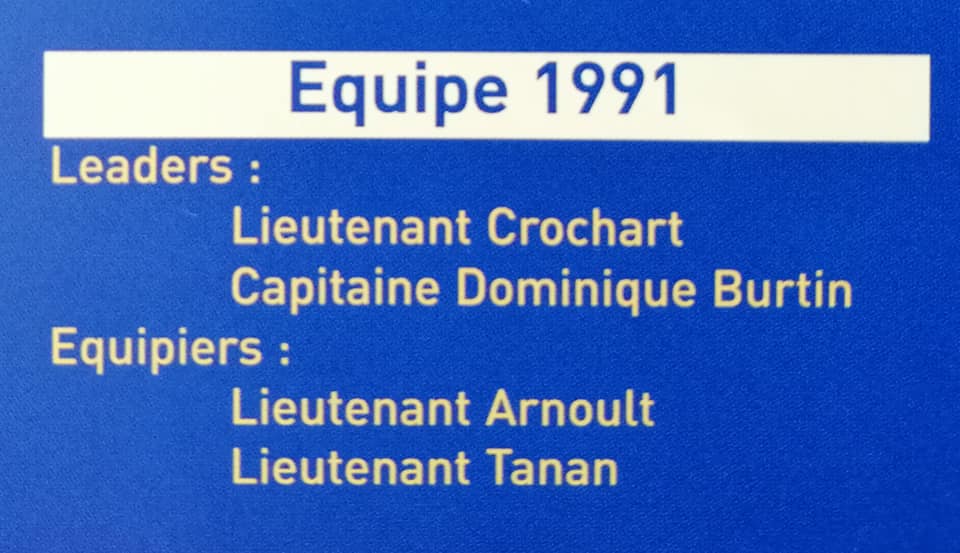 Equipe 1991
Leaders :
Lieutenant Crochart
Capitaine Dominique Burtin
Equipiers :
Lieutenant Arnoult
Lieutenant Tanan